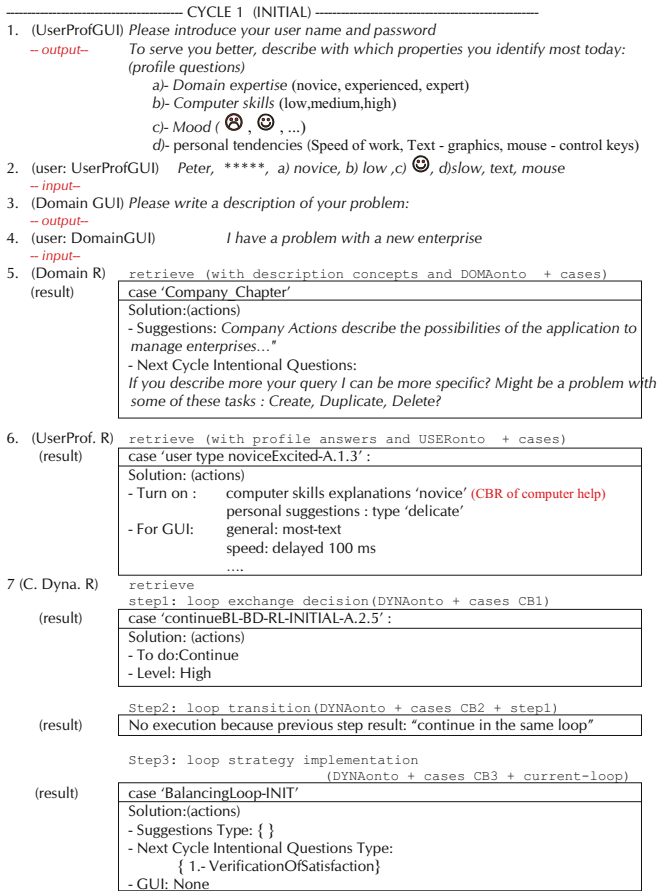 ---------------------------------------- CYCLE 1 (INITIAL) --------------------------------------------
1. (UserProfGUI) Please introduce your user name and password
-- output-- To serve you better, describe with which properties you identify most today:
(profile questions)
a)- Domain expertise (novice, experienced, expert)
b)- Computer skills (low,medium,high)
c)- Mood ( ☹ , ☺ , ...)
d)- personal tendencies (Speed of work, Text - graphics, mouse - control keys)
2. (user: UserProfGUI) Peter, *****, a) novice, b) low ,c) ☺, d)slow, text, mouse
-- input--
3. (Domain GUI) Please write a description of your problem:
-- output--
4. (user: DomainGUI) I have a problem with a new enterprise
-- input--
5. (Domain R) retrieve (with description concepts and DOMAonto + cases)
(result) case 'Company_Chapter'
Solution:(actions)
- Suggestions: Company Actions describe the possibilities of the application to
manage enterprises…"
- Next Cycle Intentional Questions:
If you describe more your query I can be more specific? Might be a problem with
some of these tasks : Create, Duplicate, Delete?
6. (UserProf. R) retrieve (with profile answers and USERonto + cases)
(result) case 'user type noviceExcited-A.1.3' :
Solution: (actions)
- Turn on : computer skills explanations 'novice' (CBR of computer help)
personal suggestions : type 'delicate'
- For GUI: general: most-text
speed: delayed 100 ms
….
7 (C. Dyna. R) retrieve
step1: loop exchange decision(DYNAonto + cases CB1)
(result) case 'continueBL-BD-RL-INITIAL-A.2.5' :
Solution: (actions)
- To do:Continue
- Level: High
Step2: loop transition(DYNAonto + cases CB2 + step1)
(result) No execution because previous step result: "continue in the same loop"
Step3: loop strategy implementation
(DYNAonto + cases CB3 + current-loop)
(result) case 'BalancingLoop-INIT'
Solution:(actions)
- Suggestions Type: { }
- Next Cycle Intentional Questions Type:
{ 1.- VerificationOfSatisfaction}
- GUI: None